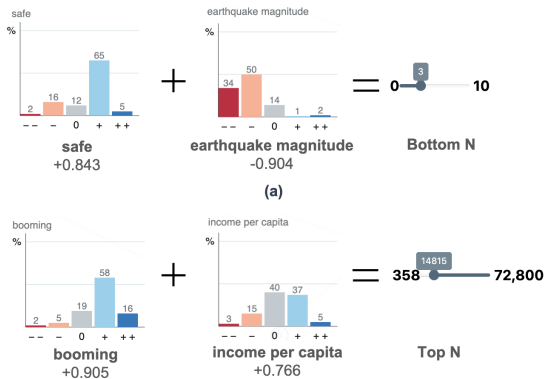 safe
earthquake magnitude
%
2
16
12
65
5
-- - 0 + ++
+
%
34
50
14
1
2
-- - 0 + ++
=
3
0
10
safe
+0.843
earthquake magnitude
-0.904
Bottom N
(a)
booming
income per capita
%
2
5
19
58
16
-- - 0 + ++
+
%
3
15
40
37
5
-- - 0 + ++
=
14815
358
72,800
booming
+0.905
income per capita
+0.766
Top N